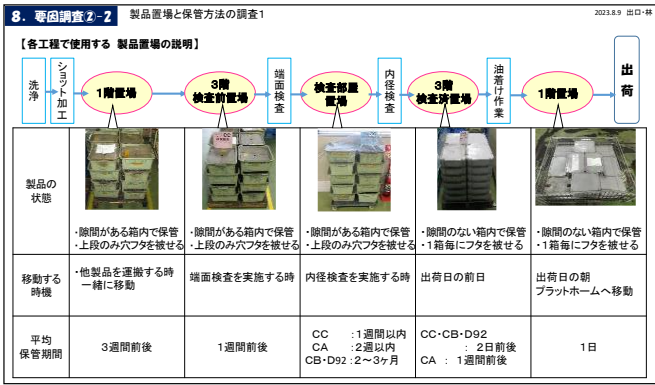 8. 要因調査②-2
製品置場と保管方法の調査1
2023.8.9 出口・林
【各工程で使用する 製品置場の説明】
洗浄
ショット加工
1階置場
3階
検査前置場
端面検査
検査部屋
置場
内径検査
3階
検査済置場
油着け作業
1階置場
出荷
製品の
状態
・隙間がある箱内で保管
・上段のみ穴フタを被せる
・隙間がある箱内で保管
・上段のみ穴フタを被せる
・隙間がある箱内で保管
・上段のみ穴フタを被せる
・隙間のない箱内で保管
・1箱毎にフタを被せる
・隙間のない箱内で保管
・1箱毎にフタを被せる
移動する
時機
・他製品を運搬する時
一緒に移動
端面検査を実施する時
内径検査を実施する時
出荷日の前日
出荷日の朝
プラットホームへ移動
平均
保管期間
3週間前後
1週間前後
CC :1週間以内
CA :2週以内
CB・D92:2～3ヶ月
CC・CB・D92
: 2日前後
CA : 1週間前後
1日